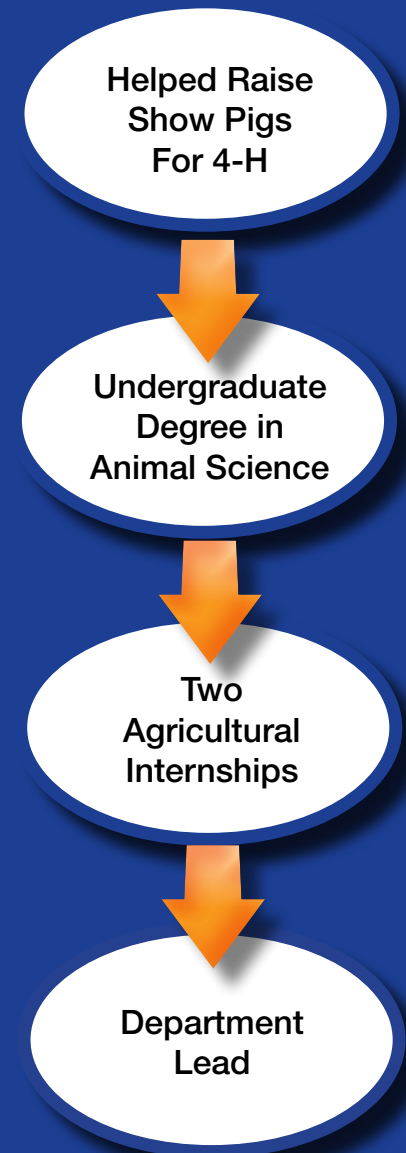 Helped Raise
Show Pigs
For 4-H
Undergraduate
Degree in
Animal Science
Two
Agricultural
Internships
Department
Lead